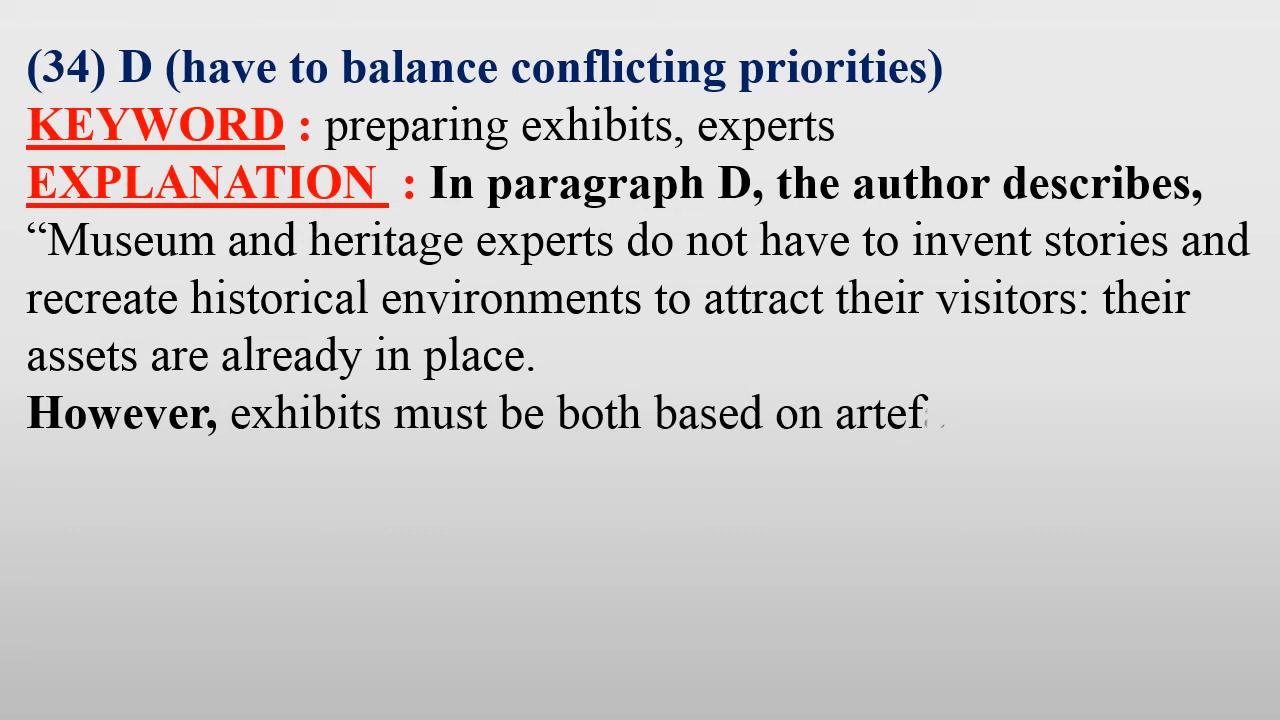 (34) D (have to balance conflicting priorities)
KEYWORD : preparing exhibits, experts
EXPLANATION : In paragraph D, the author describes,
“Museum and heritage experts do not have to invent stories and
recreate historical environments to attract their visitors: their
assets are already in place.
However, exhibits must be both based on